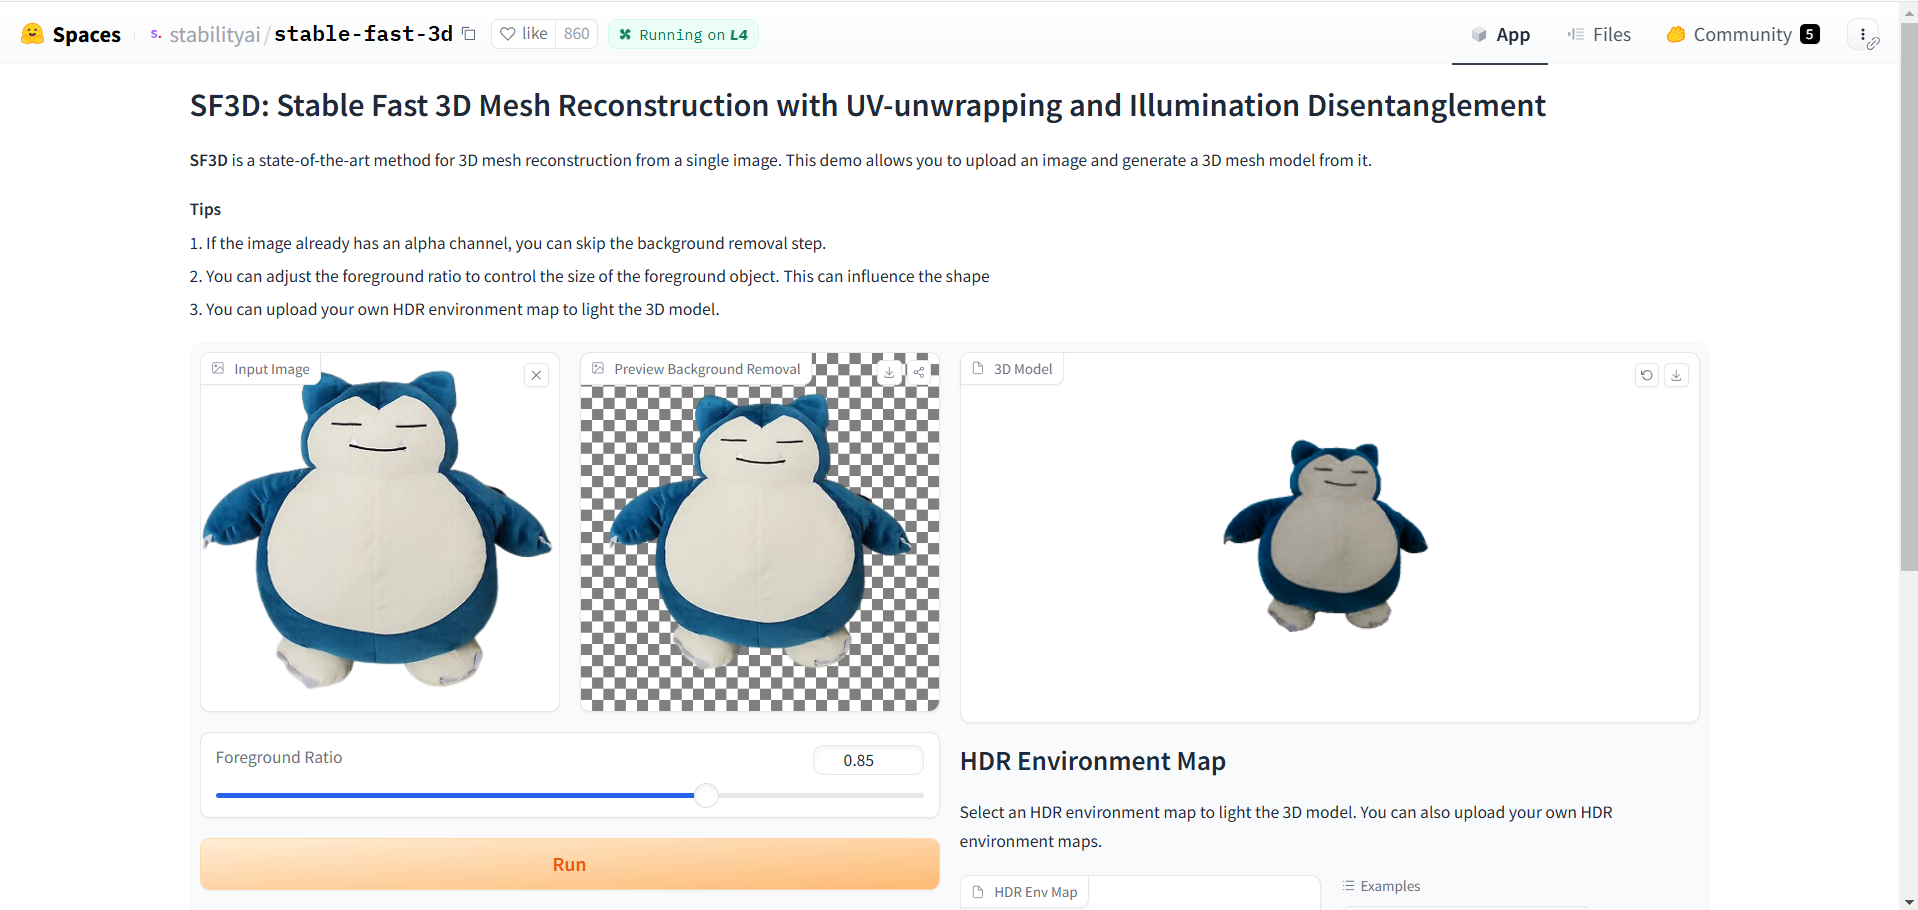 Spaces
s. stabilityai/stable-fast-3d
like 860
Running on L4
App
Files
Community 5
SF3D: Stable Fast 3D Mesh Reconstruction with UV-unwrapping and Illumination Disentanglement
SF3D is a state-of-the-art method for 3D mesh reconstruction from a single image. This demo allows you to upload an image and generate a 3D mesh model from it.
Tips
1. If the image already has an alpha channel, you can skip the background removal step.
2. You can adjust the foreground ratio to control the size of the foreground object. This can influence the shape
3. You can upload your own HDR environment map to light the 3D model.
Input Image
Preview Background Removal
3D Model
Foreground Ratio
0.85
Run
HDR Environment Map
Select an HDR environment map to light the 3D model. You can also upload your own HDR
environment maps.
HDR Env Map
Examples